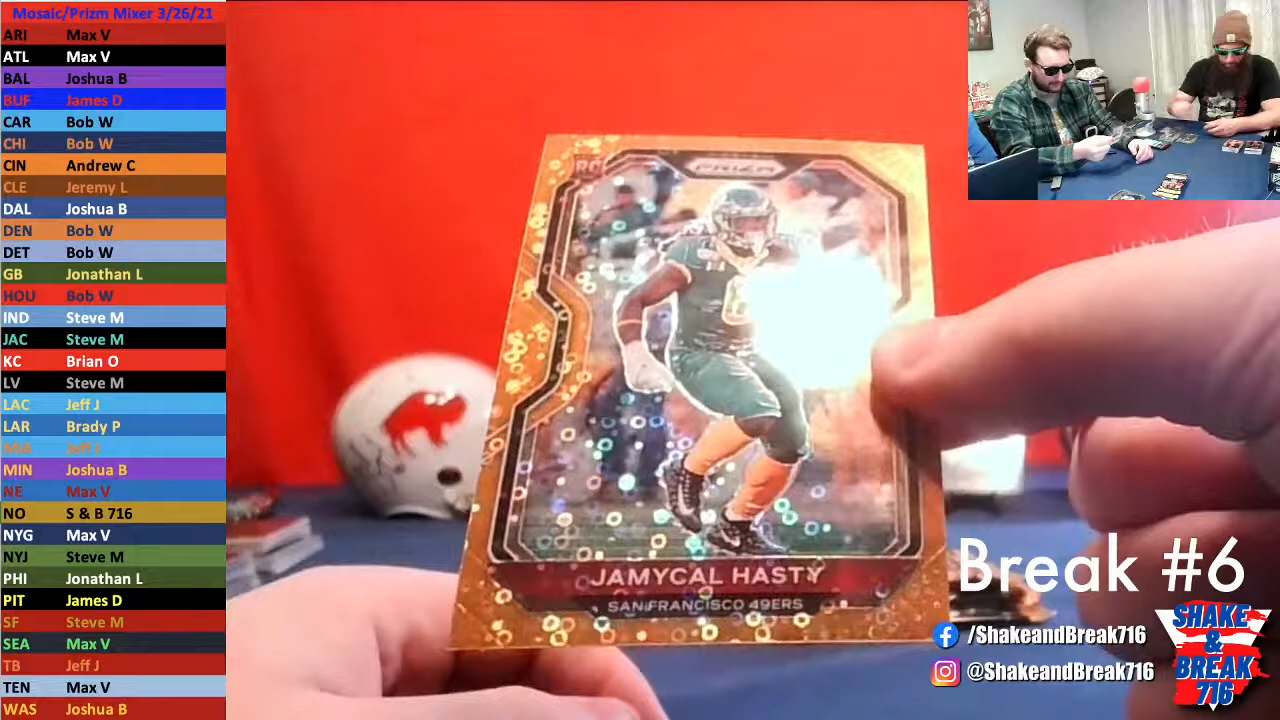 Mosaic/Prizm Mixer 3/26/21
ARI Max V
ATL Max V
BAL Joshua B
BUF James D
CAR Bob W
CHI Bob W
CIN Andrew C
CLE Jeremy L
DAL Joshua B
DEN Bob W
DET Bob W
GB Jonathan L
HOU Bob W
IND Steve M
JAC Steve M
KC Brian O
LV Steve M
LAC Jeff J
LAR Brady P
MIA Jeff J
MIN Joshua B
NE Max V
NO S & B 716
NYG Max V
NYJ Steve M
PHI Jonathan L
PIT James D
SF Steve M
SEA Max V
TB Jeff J
TEN Max V
WAS Joshua B
RC
PRIZM
JAMYCAL HASTY
SAN FRANCISCO 49ERS
Break #6
/ShakeandBreak716
@ShakeandBreak716
SHAKE
&
BREAK
716